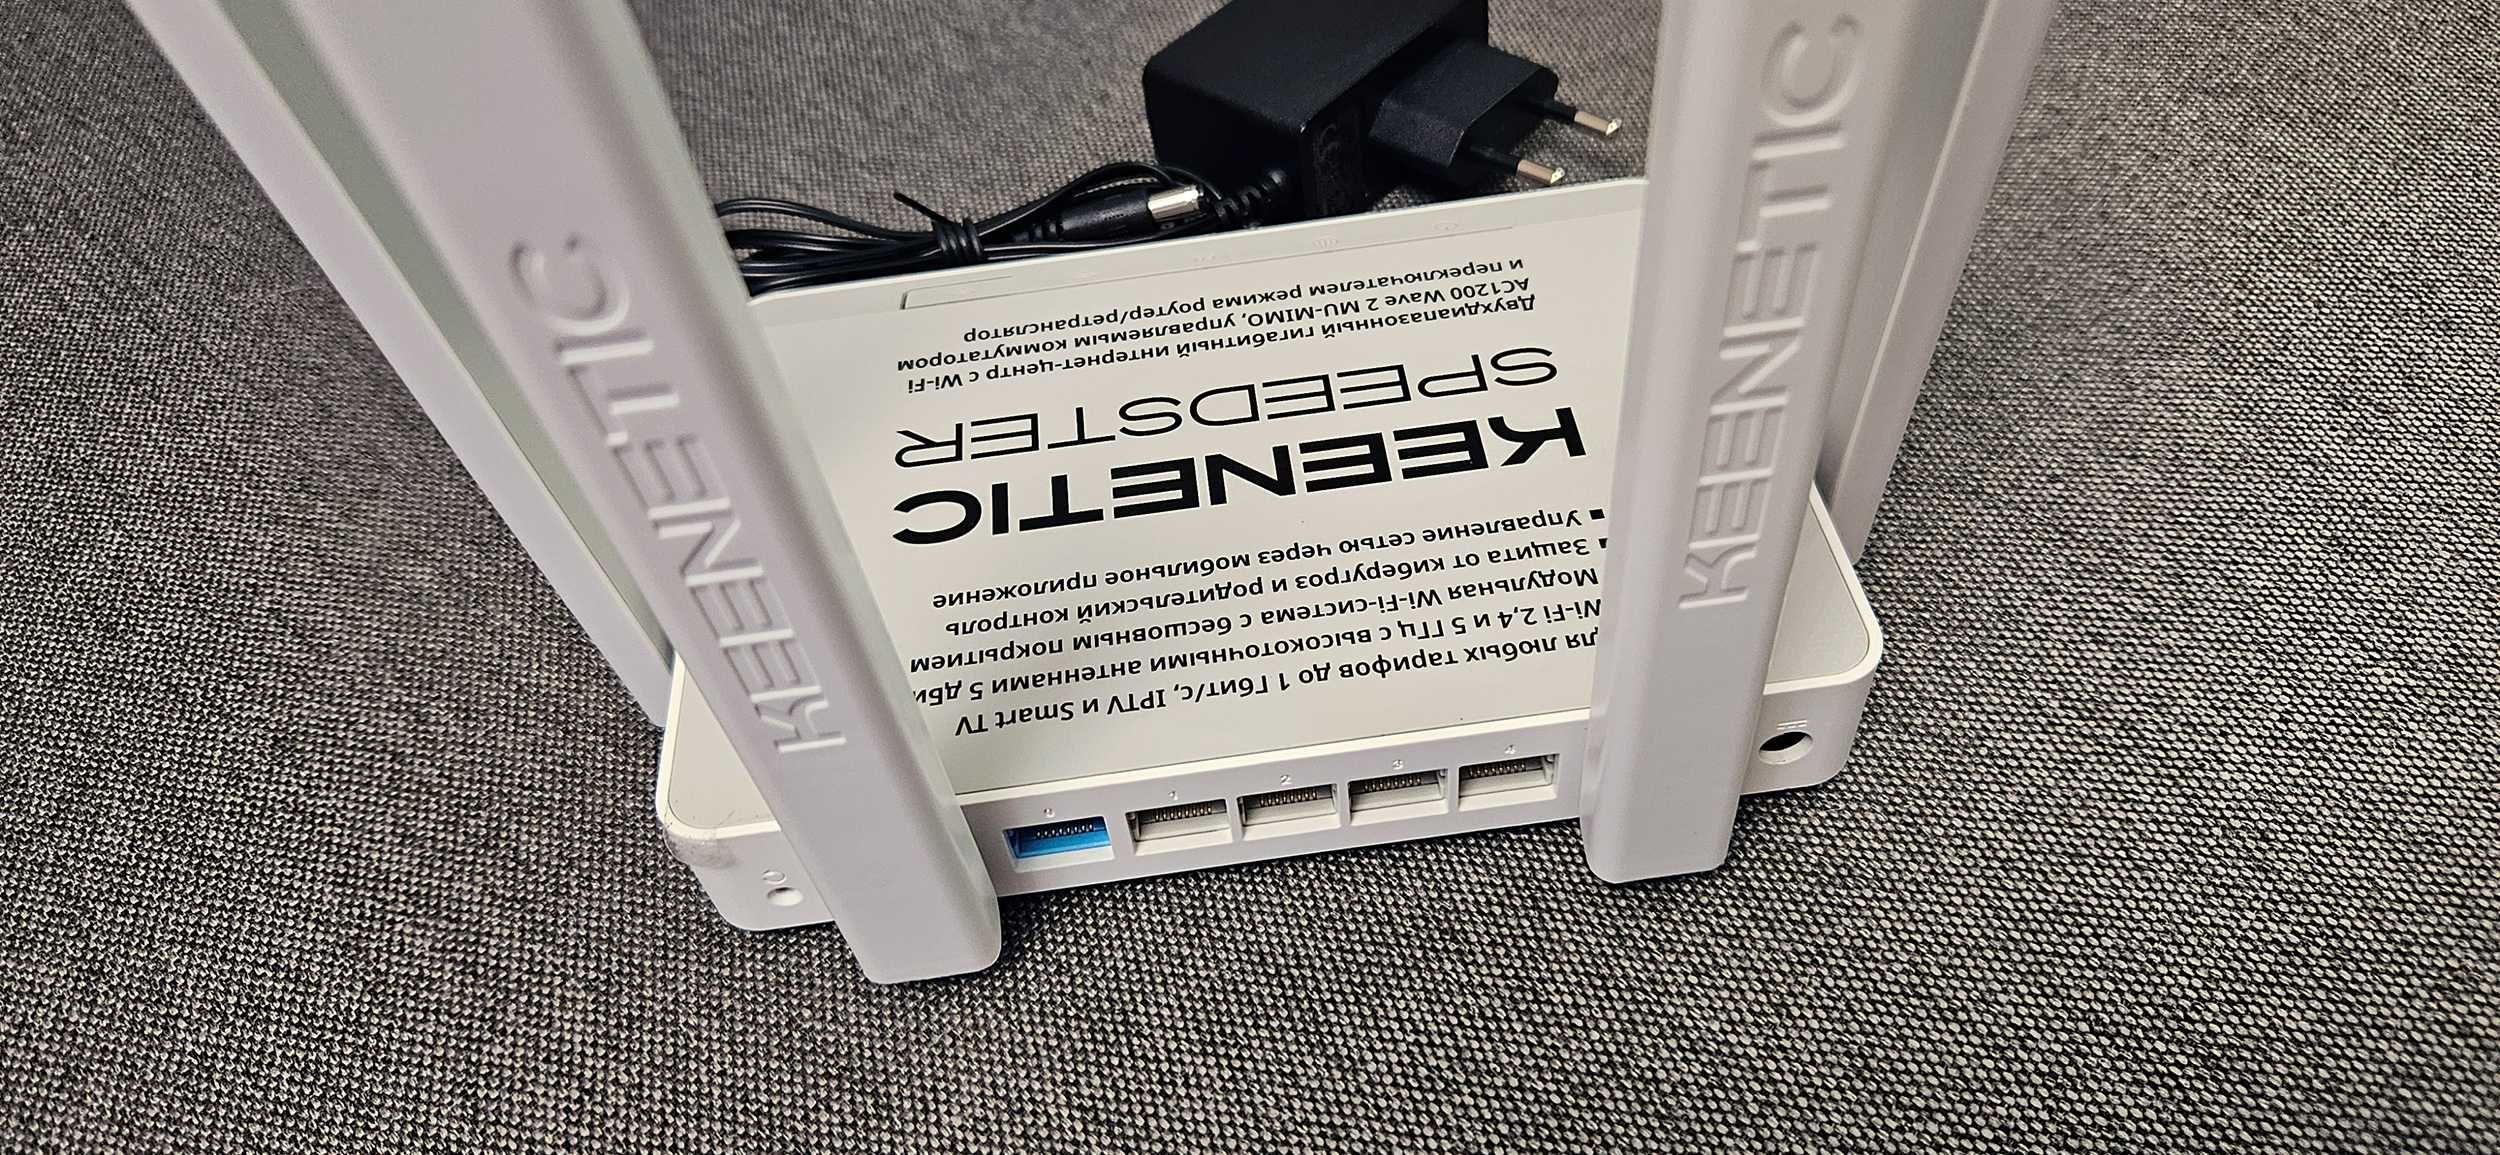 Двухдиапазонный гигабитный интернет-центр с Wi-Fi
AC1200 Wave 2 MU-MIMO, управляемым коммутатором
и переключателем режима роутер/ретранслятор
KEENETIC
SPEEDSTER
▪ Управление сетью через мобильное приложение
▪ Защита от киберугроз и родительский контроль
Модульная Wi-Fi-система с бесшовным покрытием
Wi-Fi 2,4 и 5 ГГц с высокоточными антеннами 5 дБи
для любых тарифов до 1 Гбит/с, IPTV и Smart TV
KEENETIC
KEENETIC
0 1 2 3 4